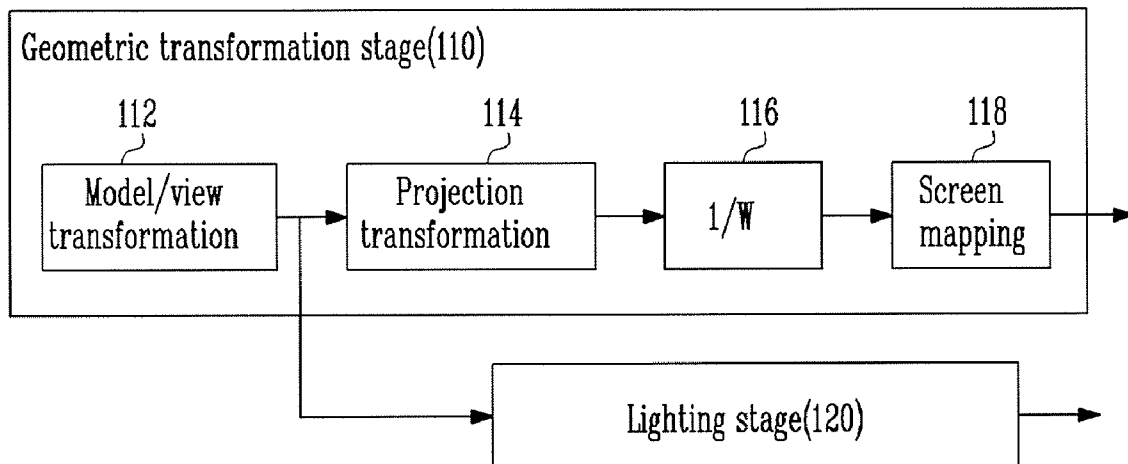 Geometric transformation stage(110)
112
114
116
118
Model/view
transformation
Projection
transformation
1/W
Screen
mapping
Lighting stage(120)